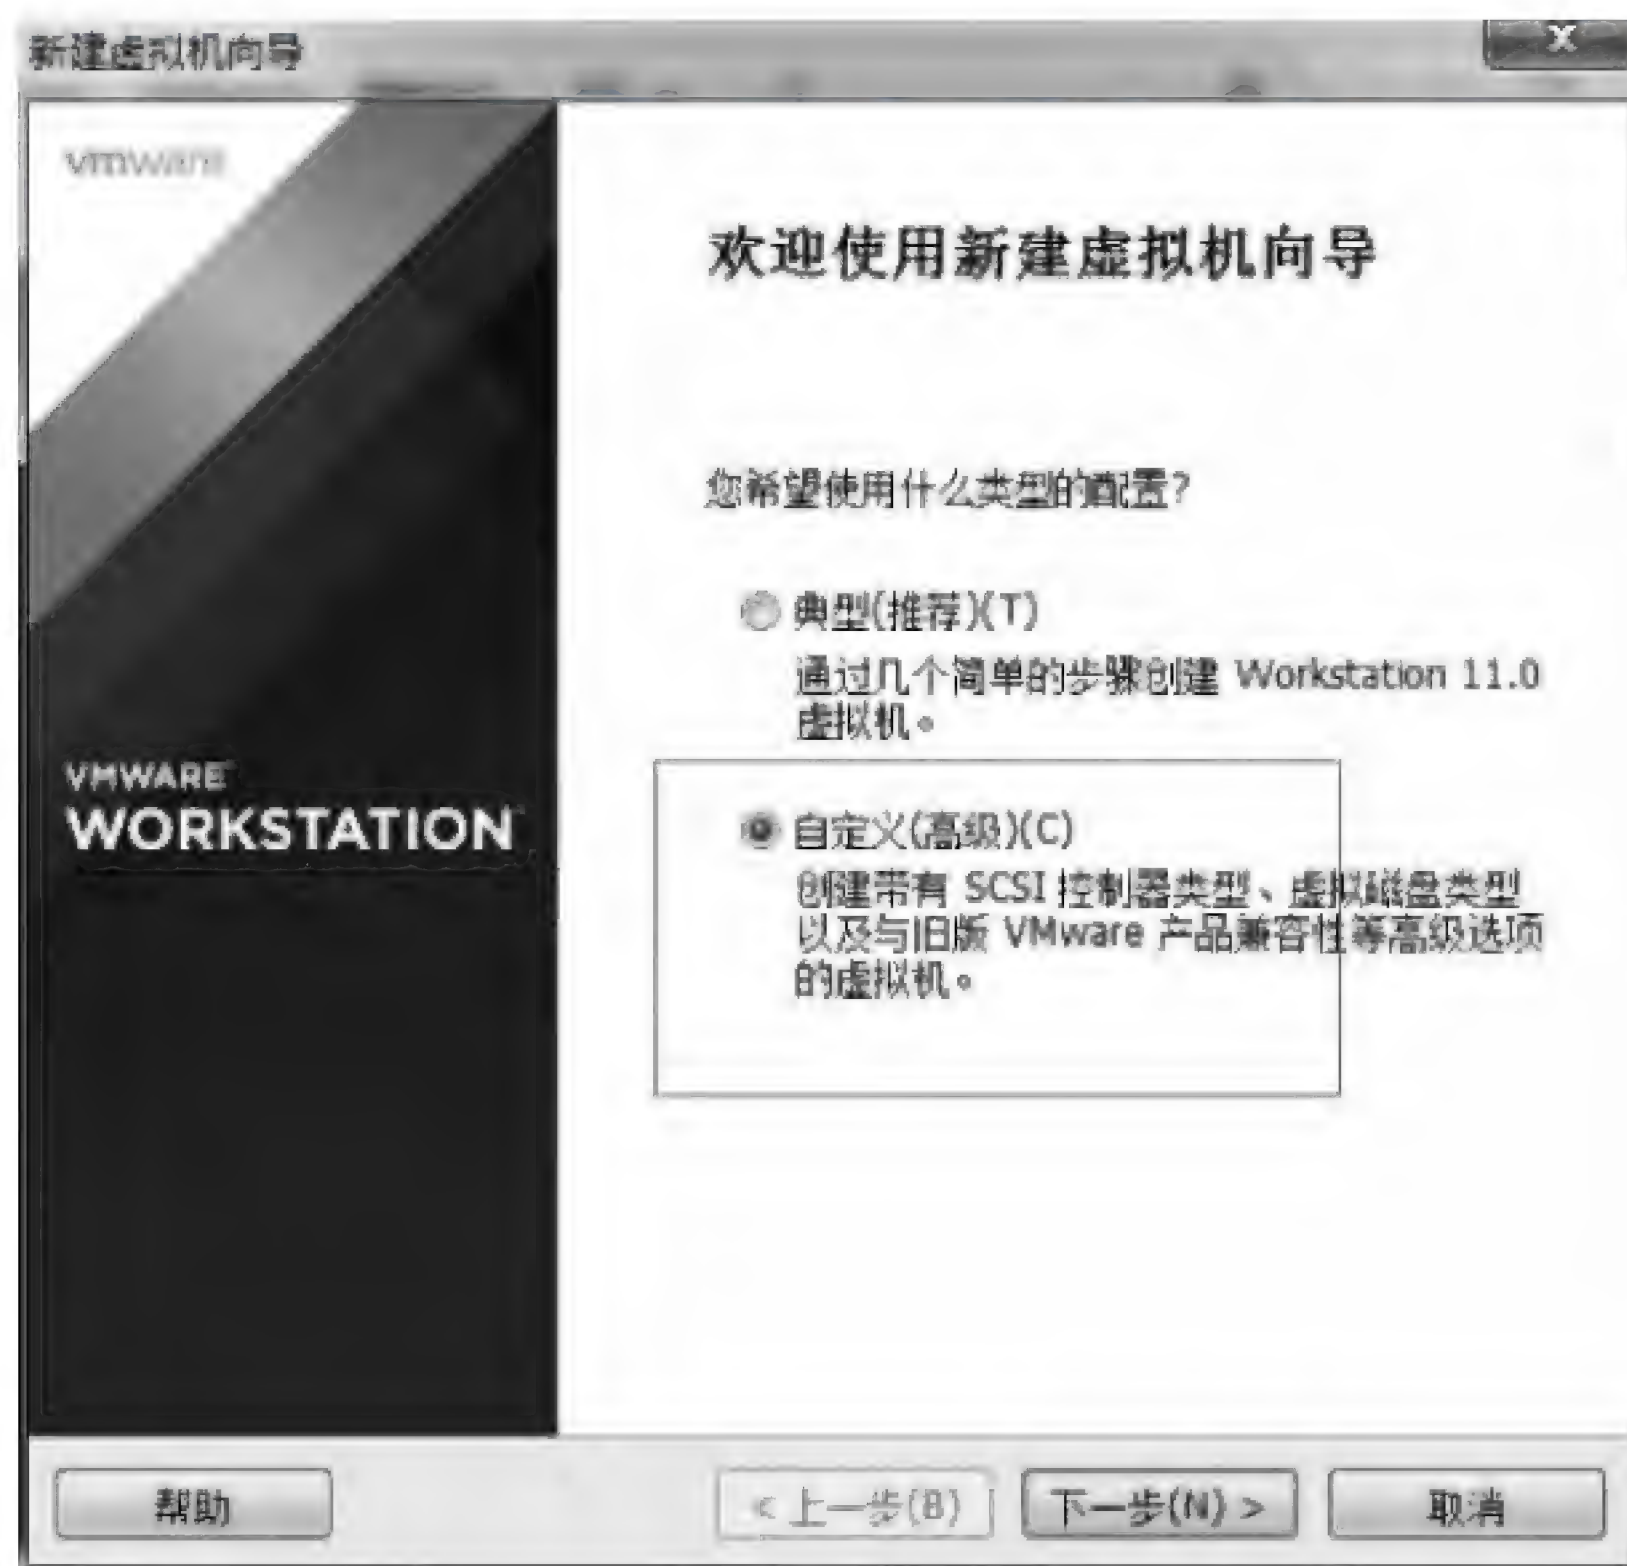 新建虚拟机向导
vmware
欢迎使用新建虚拟机向导
您希望使用什么类型的配置?
典型(推荐)(T)
通过几个简单的步骤创建 Workstation 11.0
虚拟机。
VMWARE
WORKSTATION
自定义(高级)(C)
创建带有 SCSI 控制器类型、虚拟磁盘类型
以及与旧版 VMware 产品兼容性等高级选项
的虚拟机。
帮助
< 上一步(B)
下一步(N) >
取消